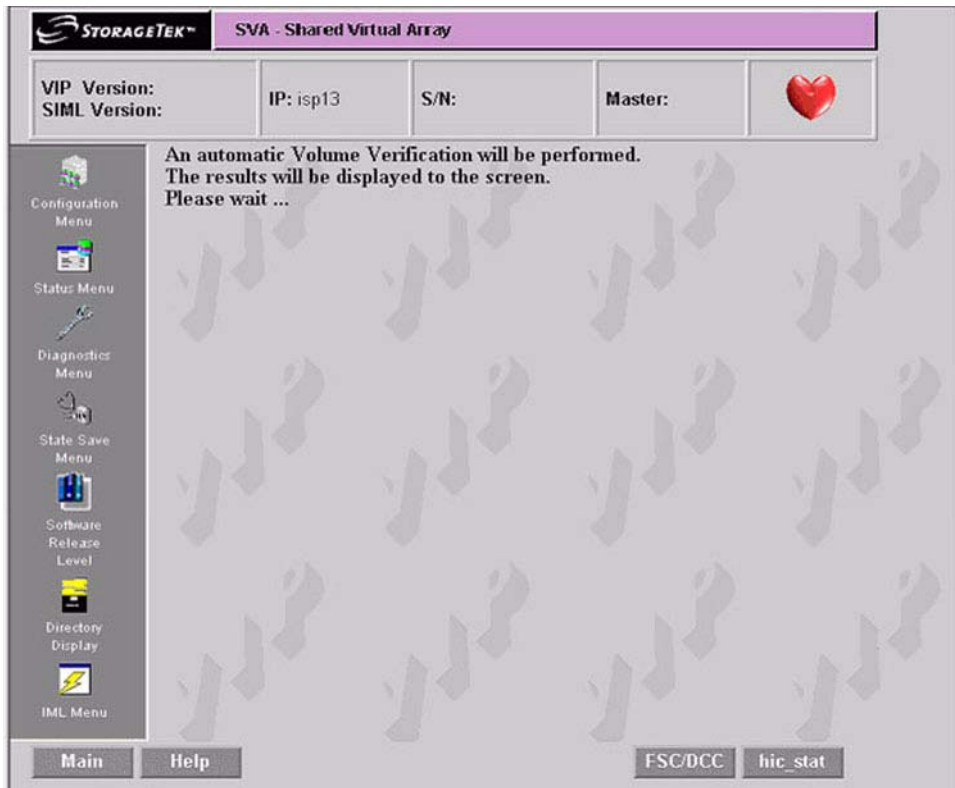 STORAGETEK™
SVA - Shared Virtual Array
VIP Version:
SIML Version:
IP: isp13
S/N:
Master:
An automatic Volume Verification will be performed.
The results will be displayed to the screen.
Please wait ...
Configuration
Menu
Status Menu
Diagnostics
Menu
State Save
Menu
Software
Release
Level
Directory
Display
IML Menu
Main
Help
FSC/DCC
hic_stat